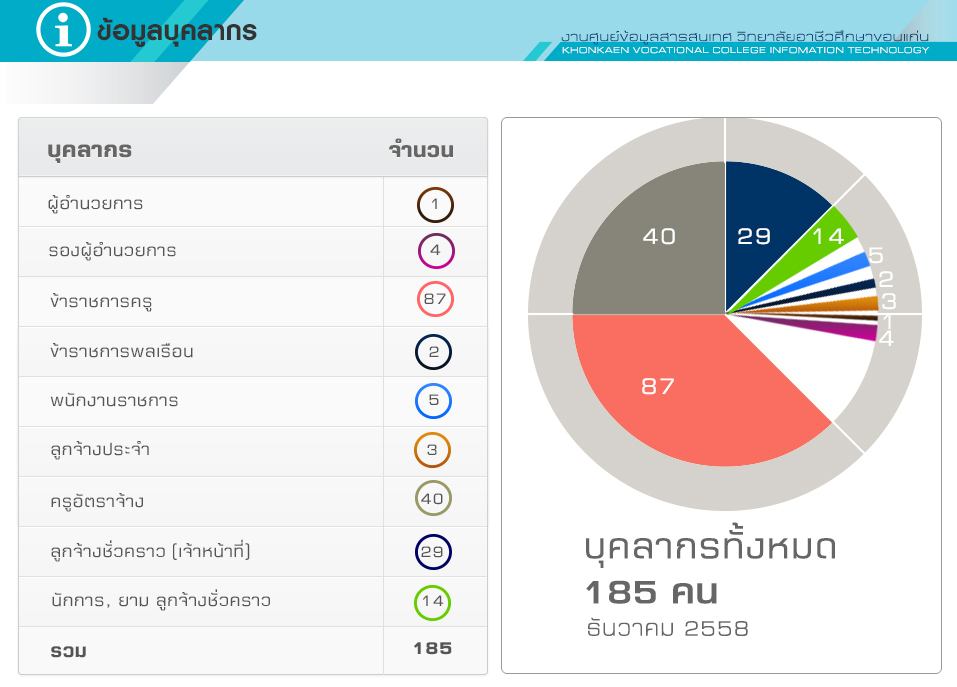 ข้อมูลบุคลากร
งานศูนย์ข้อมูลสารสนเทศ วิทยาลัยอาชีวศึกษาขอนแก่น
KHONKAEN VOCATIONAL COLLEGE INFOMATION TECHNOLOGY
บุคลากร จำนวน
ผู้อำนวยการ 1
รองผู้อำนวยการ 4
ข้าราชการครู 87
ข้าราชการพลเรือน 2
พนักงานราชการ 5
ลูกจ้างประจำ 3
ครูอัตราจ้าง 40
ลูกจ้างชั่วคราว (เจ้าหน้าที่) 29
นักการ, ยาม ลูกจ้างชั่วคราว 14
รวม 185
40 29 14
5
2
3
1
4
87
บุคลากรทั้งหมด
185 คน
ธันวาคม 2558